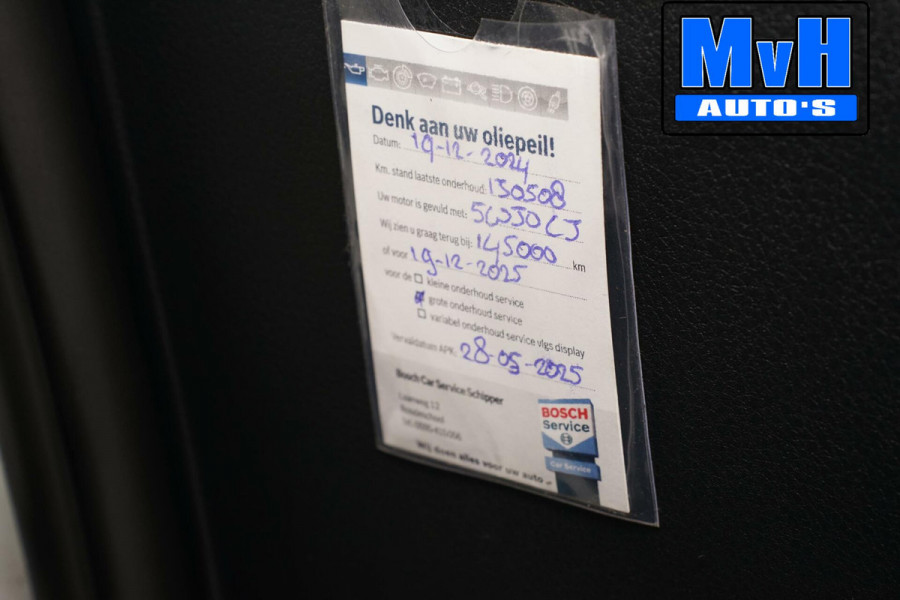 MvH
AUTO'S
Denk aan uw oliepeil!
Datum: 19-12-2024
Km. stand laatste onderhoud: 130508
Uw motor is gevuld met: 5W30 C3
Wij zien u graag terug bij: 145000 km
of voor 19-12-2025
voor de kleine onderhoud service
grote onderhoud service
variabel onderhoud service vlgs display
Vervaldatum APK: 28-05-2025
Bosch Car Service Schipper
12
BOSCH
Service
Car Service
Wij doen alles voor uw auto